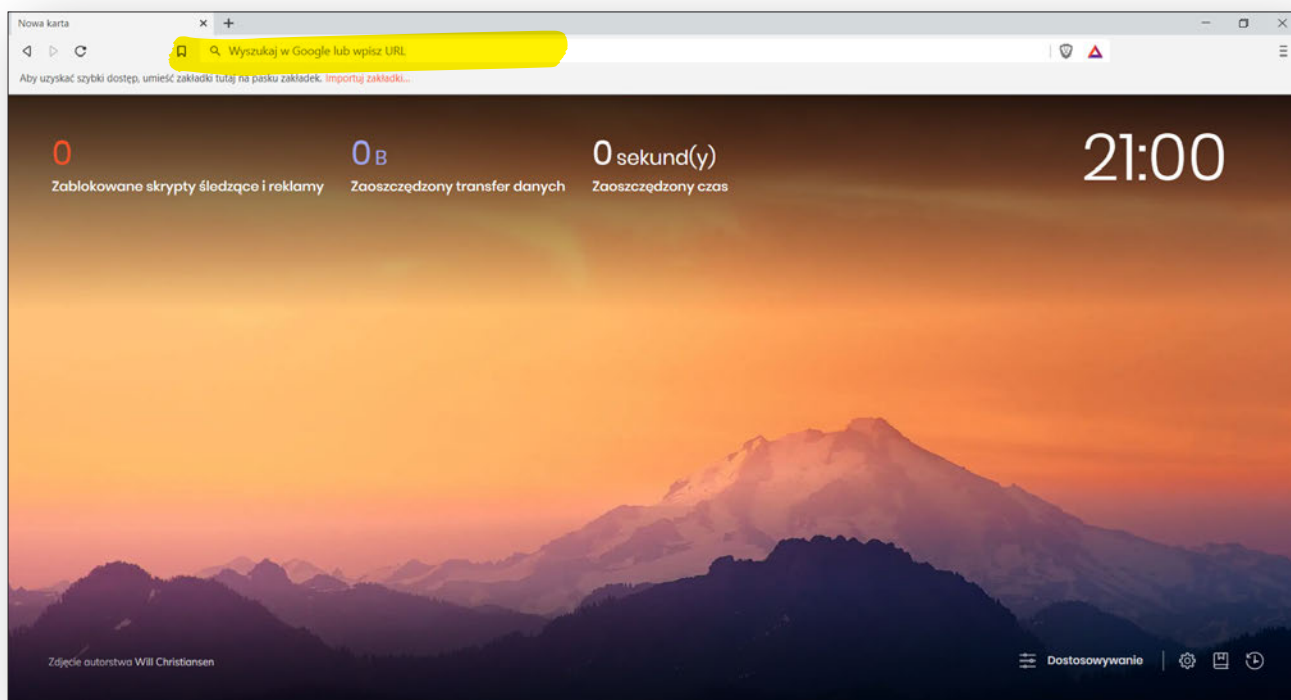 Nowa karta
Wyszukaj w Google lub wpisz URL
Aby uzyskać szybki dostęp, umieść zakładki tutaj na pasku zakładek. Importuj zakładki...
0 0 B 0 sekund(y) 21:00
Zablokowane skrypty śledzące i reklamy Zaoszczędzony transfer danych Zaoszczędzony czas
Zdjęcie autorstwa Will Christiansen Dostosowywanie